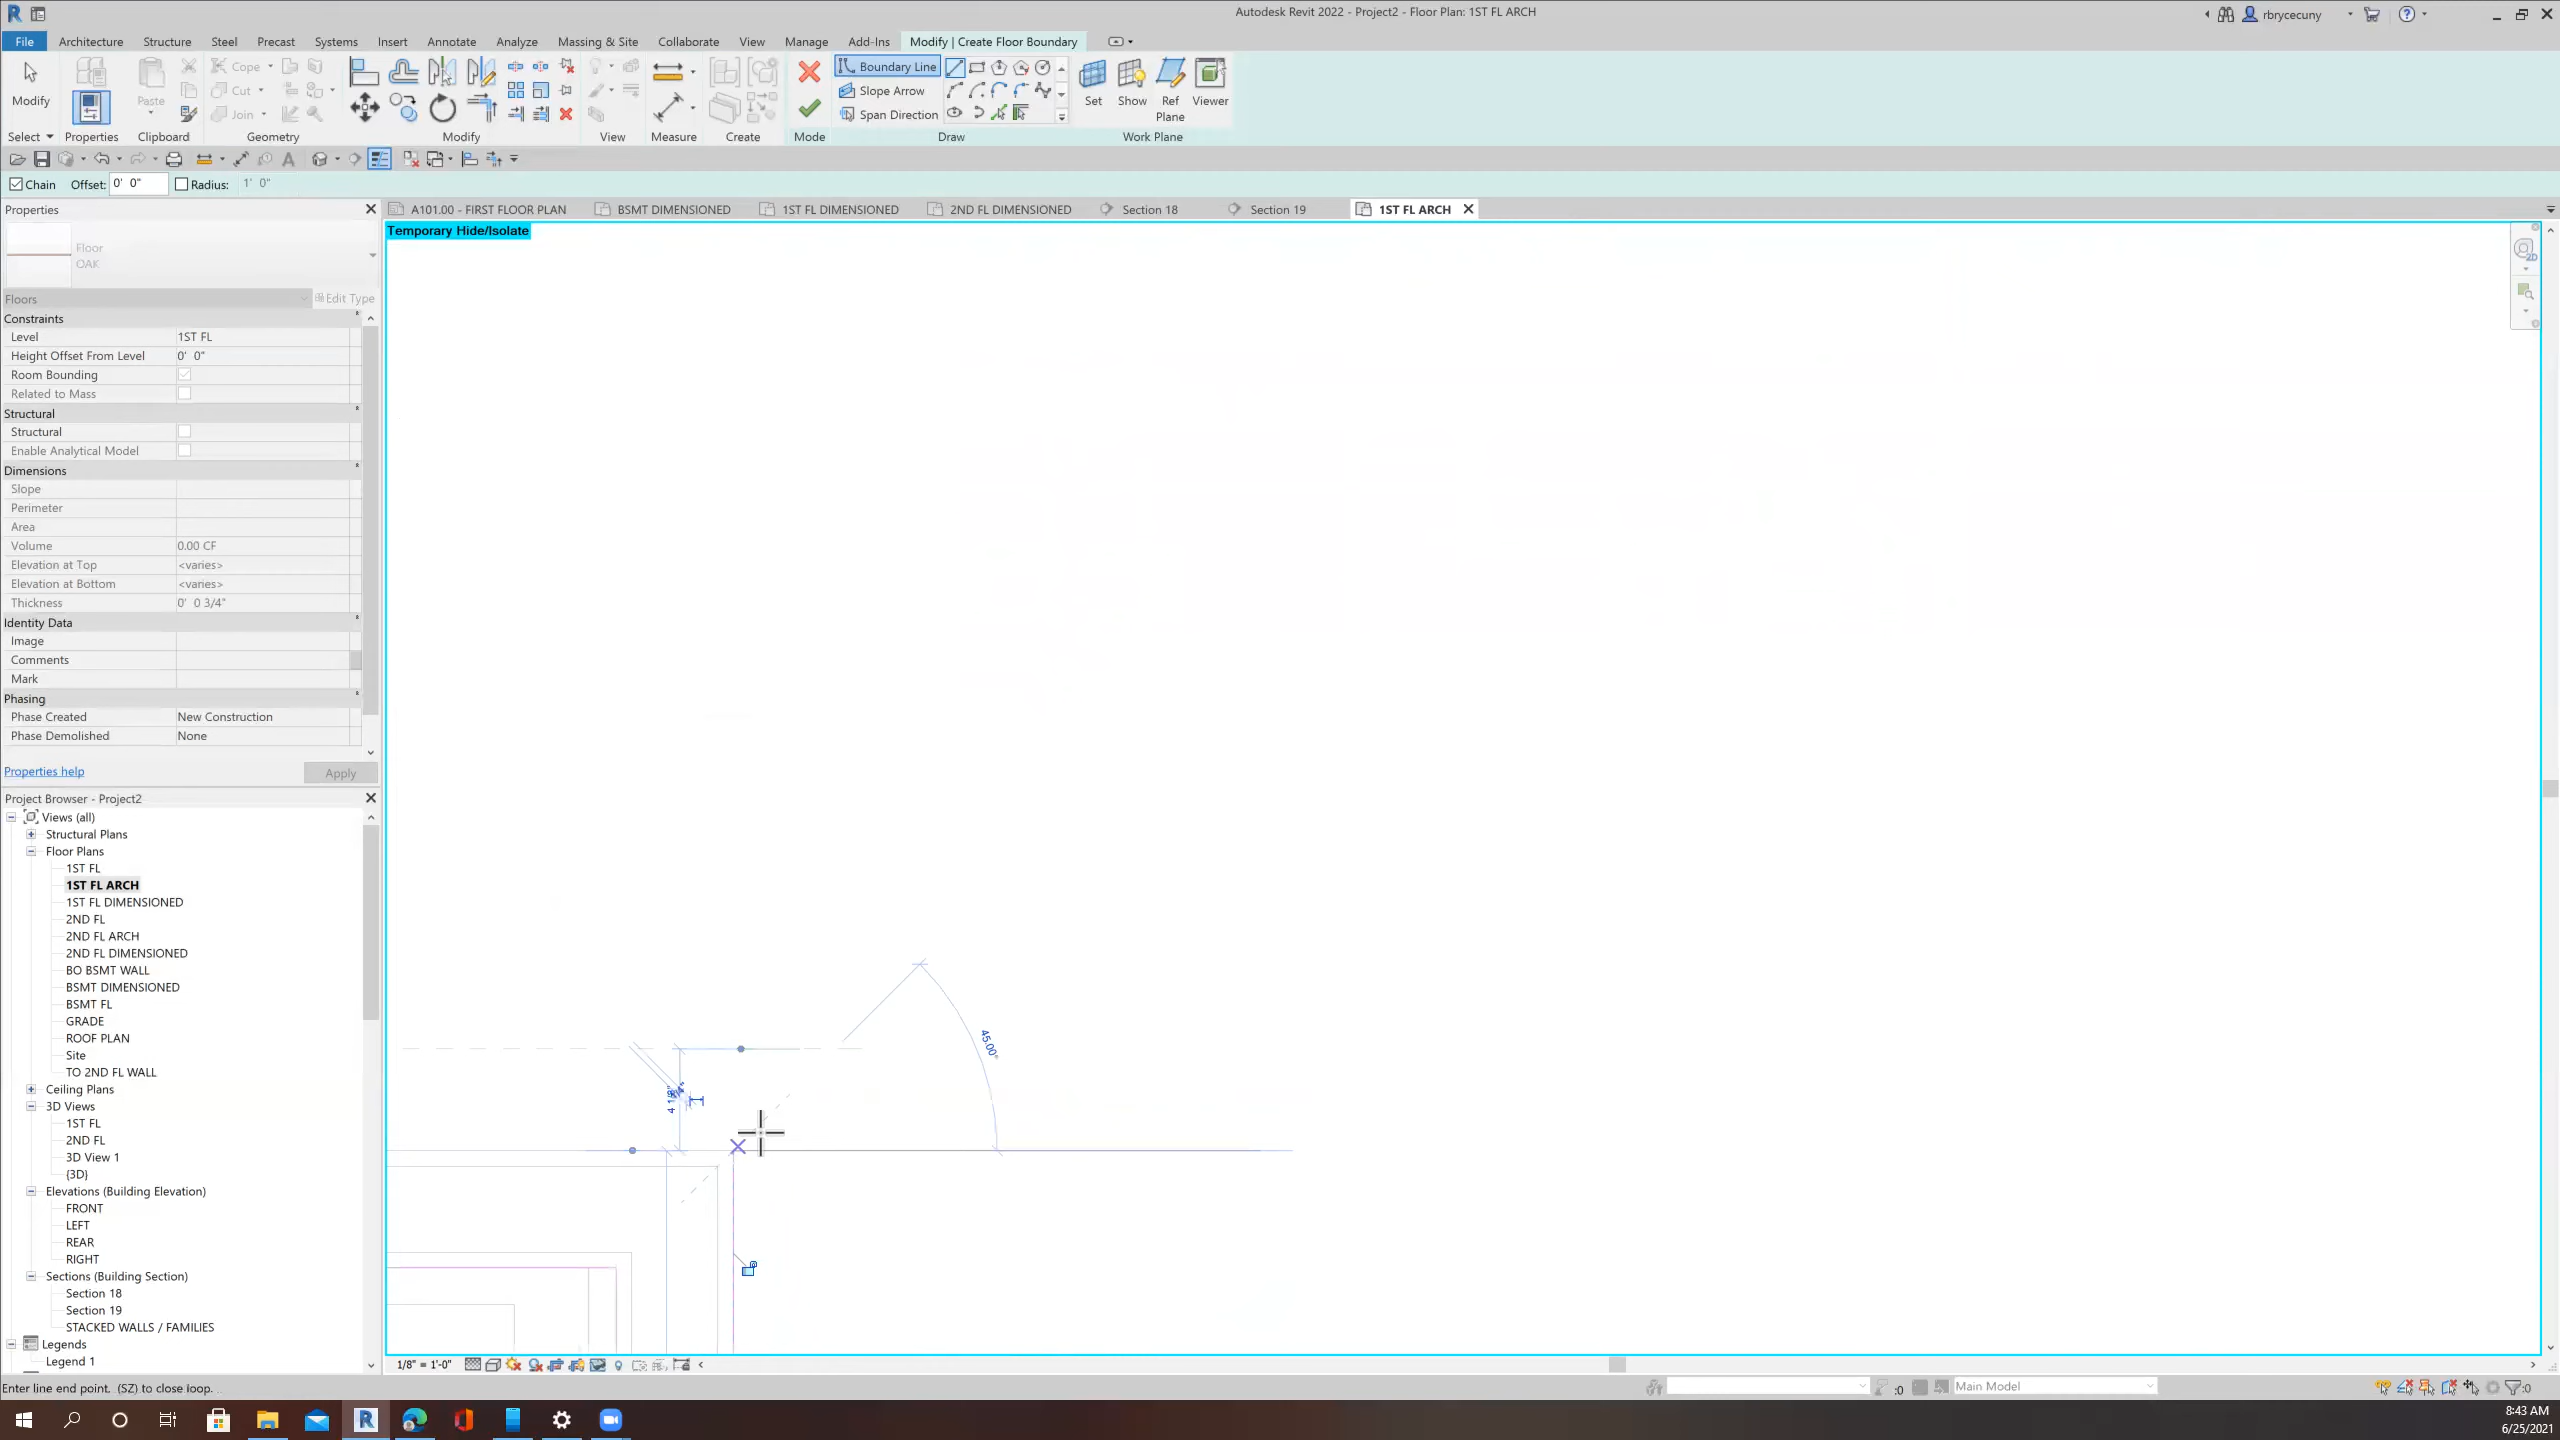 Autodesk Revit 2022 - Project2 - Floor Plan: 1ST FL ARCH
rbrycecuny
File Architecture Structure Steel Precast Systems Insert Annotate Analyze Massing & Site Collaborate View Manage Add-Ins Modify | Create Floor Boundary
Modify
Paste
Cope
Cut
Join
Boundary Line
Slope Arrow
Span Direction
Set Show Ref Plane Viewer
Select Properties Clipboard Geometry Modify View Measure Create Mode Draw Work Plane
Chain Offset: 0' 0" Radius: 1' 0"
Properties
A101.00 - FIRST FLOOR PLAN BSMT DIMENSIONED 1ST FL DIMENSIONED 2ND FL DIMENSIONED Section 18 Section 19 1ST FL ARCH
Temporary Hide/Isolate
Floor
OAK
Floors Edit Type
Constraints
Level 1ST FL
Height Offset From Level 0' 0"
Room Bounding
Related to Mass
Structural
Structural
Enable Analytical Model
Dimensions
Slope
Perimeter
Area
Volume 0.00 CF
Elevation at Top <varies>
Elevation at Bottom <varies>
Thickness 0' 0 3/4"
Identity Data
Image
Comments
Mark
Phasing
Phase Created New Construction
Phase Demolished None
Properties help Apply
Project Browser - Project2
Views (all)
Structural Plans
Floor Plans
1ST FL
1ST FL ARCH
1ST FL DIMENSIONED
2ND FL
2ND FL ARCH
2ND FL DIMENSIONED
BO BSMT WALL
BSMT DIMENSIONED
BSMT FL
GRADE
ROOF PLAN
Site
TO 2ND FL WALL
Ceiling Plans
3D Views
1ST FL
2ND FL
3D View 1
{3D}
Elevations (Building Elevation)
FRONT
LEFT
REAR
RIGHT
Sections (Building Section)
Section 18
Section 19
STACKED WALLS / FAMILIES
Legends
Legend 1
45.00°
4 1/8"
1/8" = 1'-0"
Enter line end point. (SZ) to close loop.
:0 Main Model :0
8:43 AM
6/25/2021